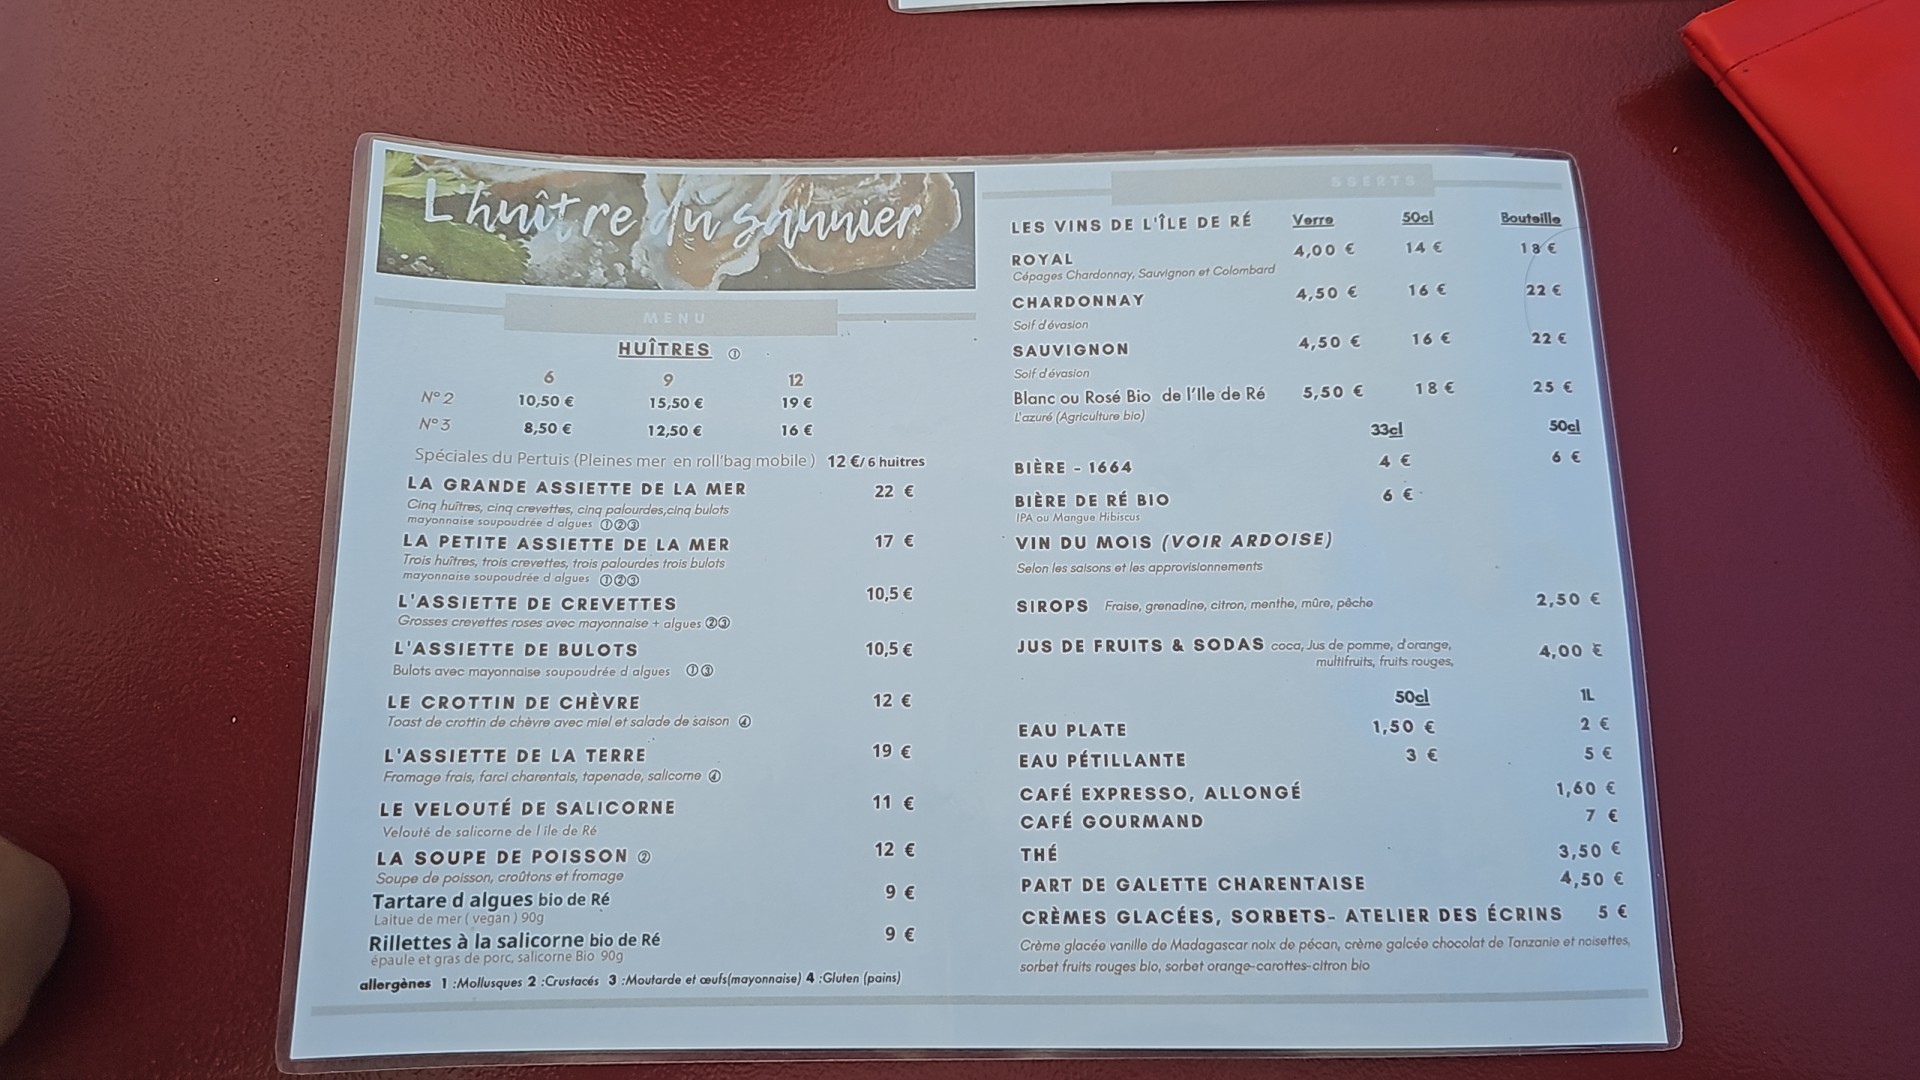 L'huître du saunier
MENU
HUÎTRES ①
6 9 12
N°2 10,50 € 15,50 € 19 €
N°3 8,50 € 12,50 € 16 €
Spéciales du Pertuis (Pleines mer en roll'bag mobile) 12 €/ 6 huitres
LA GRANDE ASSIETTE DE LA MER 22 €
Cinq huîtres, cinq crevettes, cinq palourdes,cinq bulots
mayonnaise soupoudrée d algues ①②③
LA PETITE ASSIETTE DE LA MER 17 €
Trois huîtres, trois crevettes, trois palourdes trois bulots
mayonnaise soupoudrée d algues ①②③
L'ASSIETTE DE CREVETTES 10,5 €
Grosses crevettes roses avec mayonnaise + algues ②③
L'ASSIETTE DE BULOTS 10,5 €
Bulots avec mayonnaise soupoudrée d algues ①③
LE CROTTIN DE CHÈVRE 12 €
Toast de crottin de chèvre avec miel et salade de saison ④
L'ASSIETTE DE LA TERRE 19 €
Fromage frais, farci charentais, tapenade, salicorne ④
LE VELOUTÉ DE SALICORNE 11 €
Velouté de salicorne de l île de Ré
LA SOUPE DE POISSON ② 12 €
Soupe de poisson, croûtons et fromage
Tartare d algues bio de Ré 9 €
Laitue de mer ( vegan ) 90g
Rillettes à la salicorne bio de Ré 9 €
épaule et gras de porc, salicorne Bio 90g
allergènes 1 :Mollusques 2 :Crustacés 3 :Moutarde et œufs(mayonnaise) 4 :Gluten (pains)
SSERTS
LES VINS DE L'ÎLE DE RÉ Verre 50cl Bouteille
ROYAL 4,00 € 14 € 18 €
Cépages Chardonnay, Sauvignon et Colombard
CHARDONNAY 4,50 € 16 € 22 €
Soif d'évasion
SAUVIGNON 4,50 € 16 € 22 €
Soif d'évasion
Blanc ou Rosé Bio de l'Ile de Ré 5,50 € 18 € 25 €
L'azuré (Agriculture bio)
33cl 50cl
BIÈRE - 1664 4 € 6 €
BIÈRE DE RÉ BIO 6 €
IPA ou Mangue Hibiscus
VIN DU MOIS (VOIR ARDOISE)
Selon les saisons et les approvisionnements
SIROPS Fraise, grenadine, citron, menthe, mûre, pêche 2,50 €
JUS DE FRUITS & SODAS coca, Jus de pomme, d'orange, 4,00 €
multifruits, fruits rouges,
50cl 1L
EAU PLATE 1,50 € 2 €
EAU PÉTILLANTE 3 € 5 €
CAFÉ EXPRESSO, ALLONGÉ 1,60 €
CAFÉ GOURMAND 7 €
THÉ 3,50 €
PART DE GALETTE CHARENTAISE 4,50 €
CRÈMES GLACÉES, SORBETS- ATELIER DES ÉCRINS 5 €
Crème glacée vanille de Madagascar noix de pécan, crème galcée chocolat de Tanzanie et noisettes,
sorbet fruits rouges bio, sorbet orange-carottes-citron bio